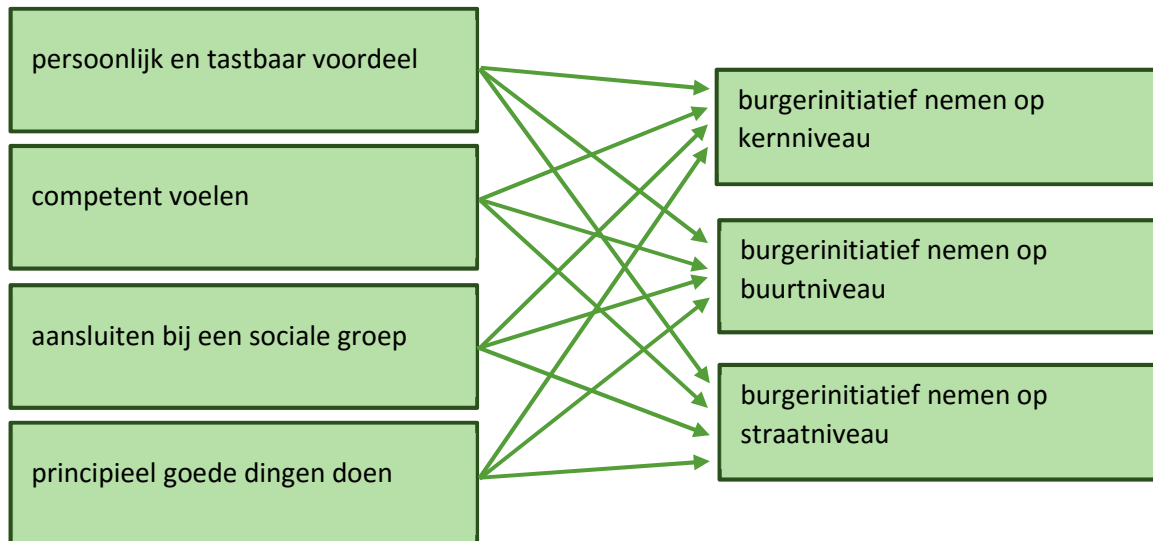 persoonlijk en tastbaar voordeel
competent voelen
aansluiten bij een sociale groep
principieel goede dingen doen
burgerinitiatief nemen op
kernniveau
burgerinitiatief nemen op
buurtniveau
burgerinitiatief nemen op
straatniveau